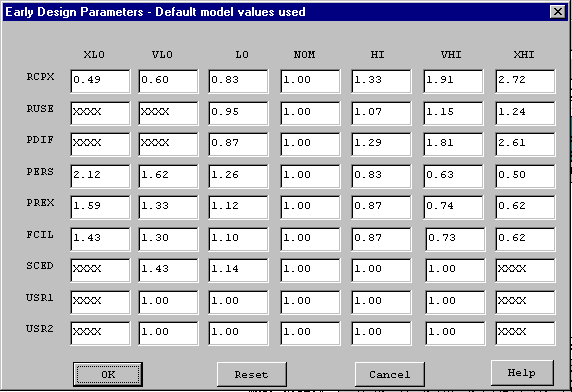 Early Design Parameters - Default model values used
XLO VLO LO NOM HI VHI XHI
RCPX 0.49 0.60 0.83 1.00 1.33 1.91 2.72
RUSE XXXX XXXX 0.95 1.00 1.07 1.15 1.24
PDIF XXXX XXXX 0.87 1.00 1.29 1.81 2.61
PERS 2.12 1.62 1.26 1.00 0.83 0.63 0.50
PREX 1.59 1.33 1.12 1.00 0.87 0.74 0.62
FCIL 1.43 1.30 1.10 1.00 0.87 0.73 0.62
SCED XXXX 1.43 1.14 1.00 1.00 1.00 XXXX
USR1 XXXX 1.00 1.00 1.00 1.00 1.00 XXXX
USR2 XXXX 1.00 1.00 1.00 1.00 1.00 XXXX
OK Reset Cancel Help